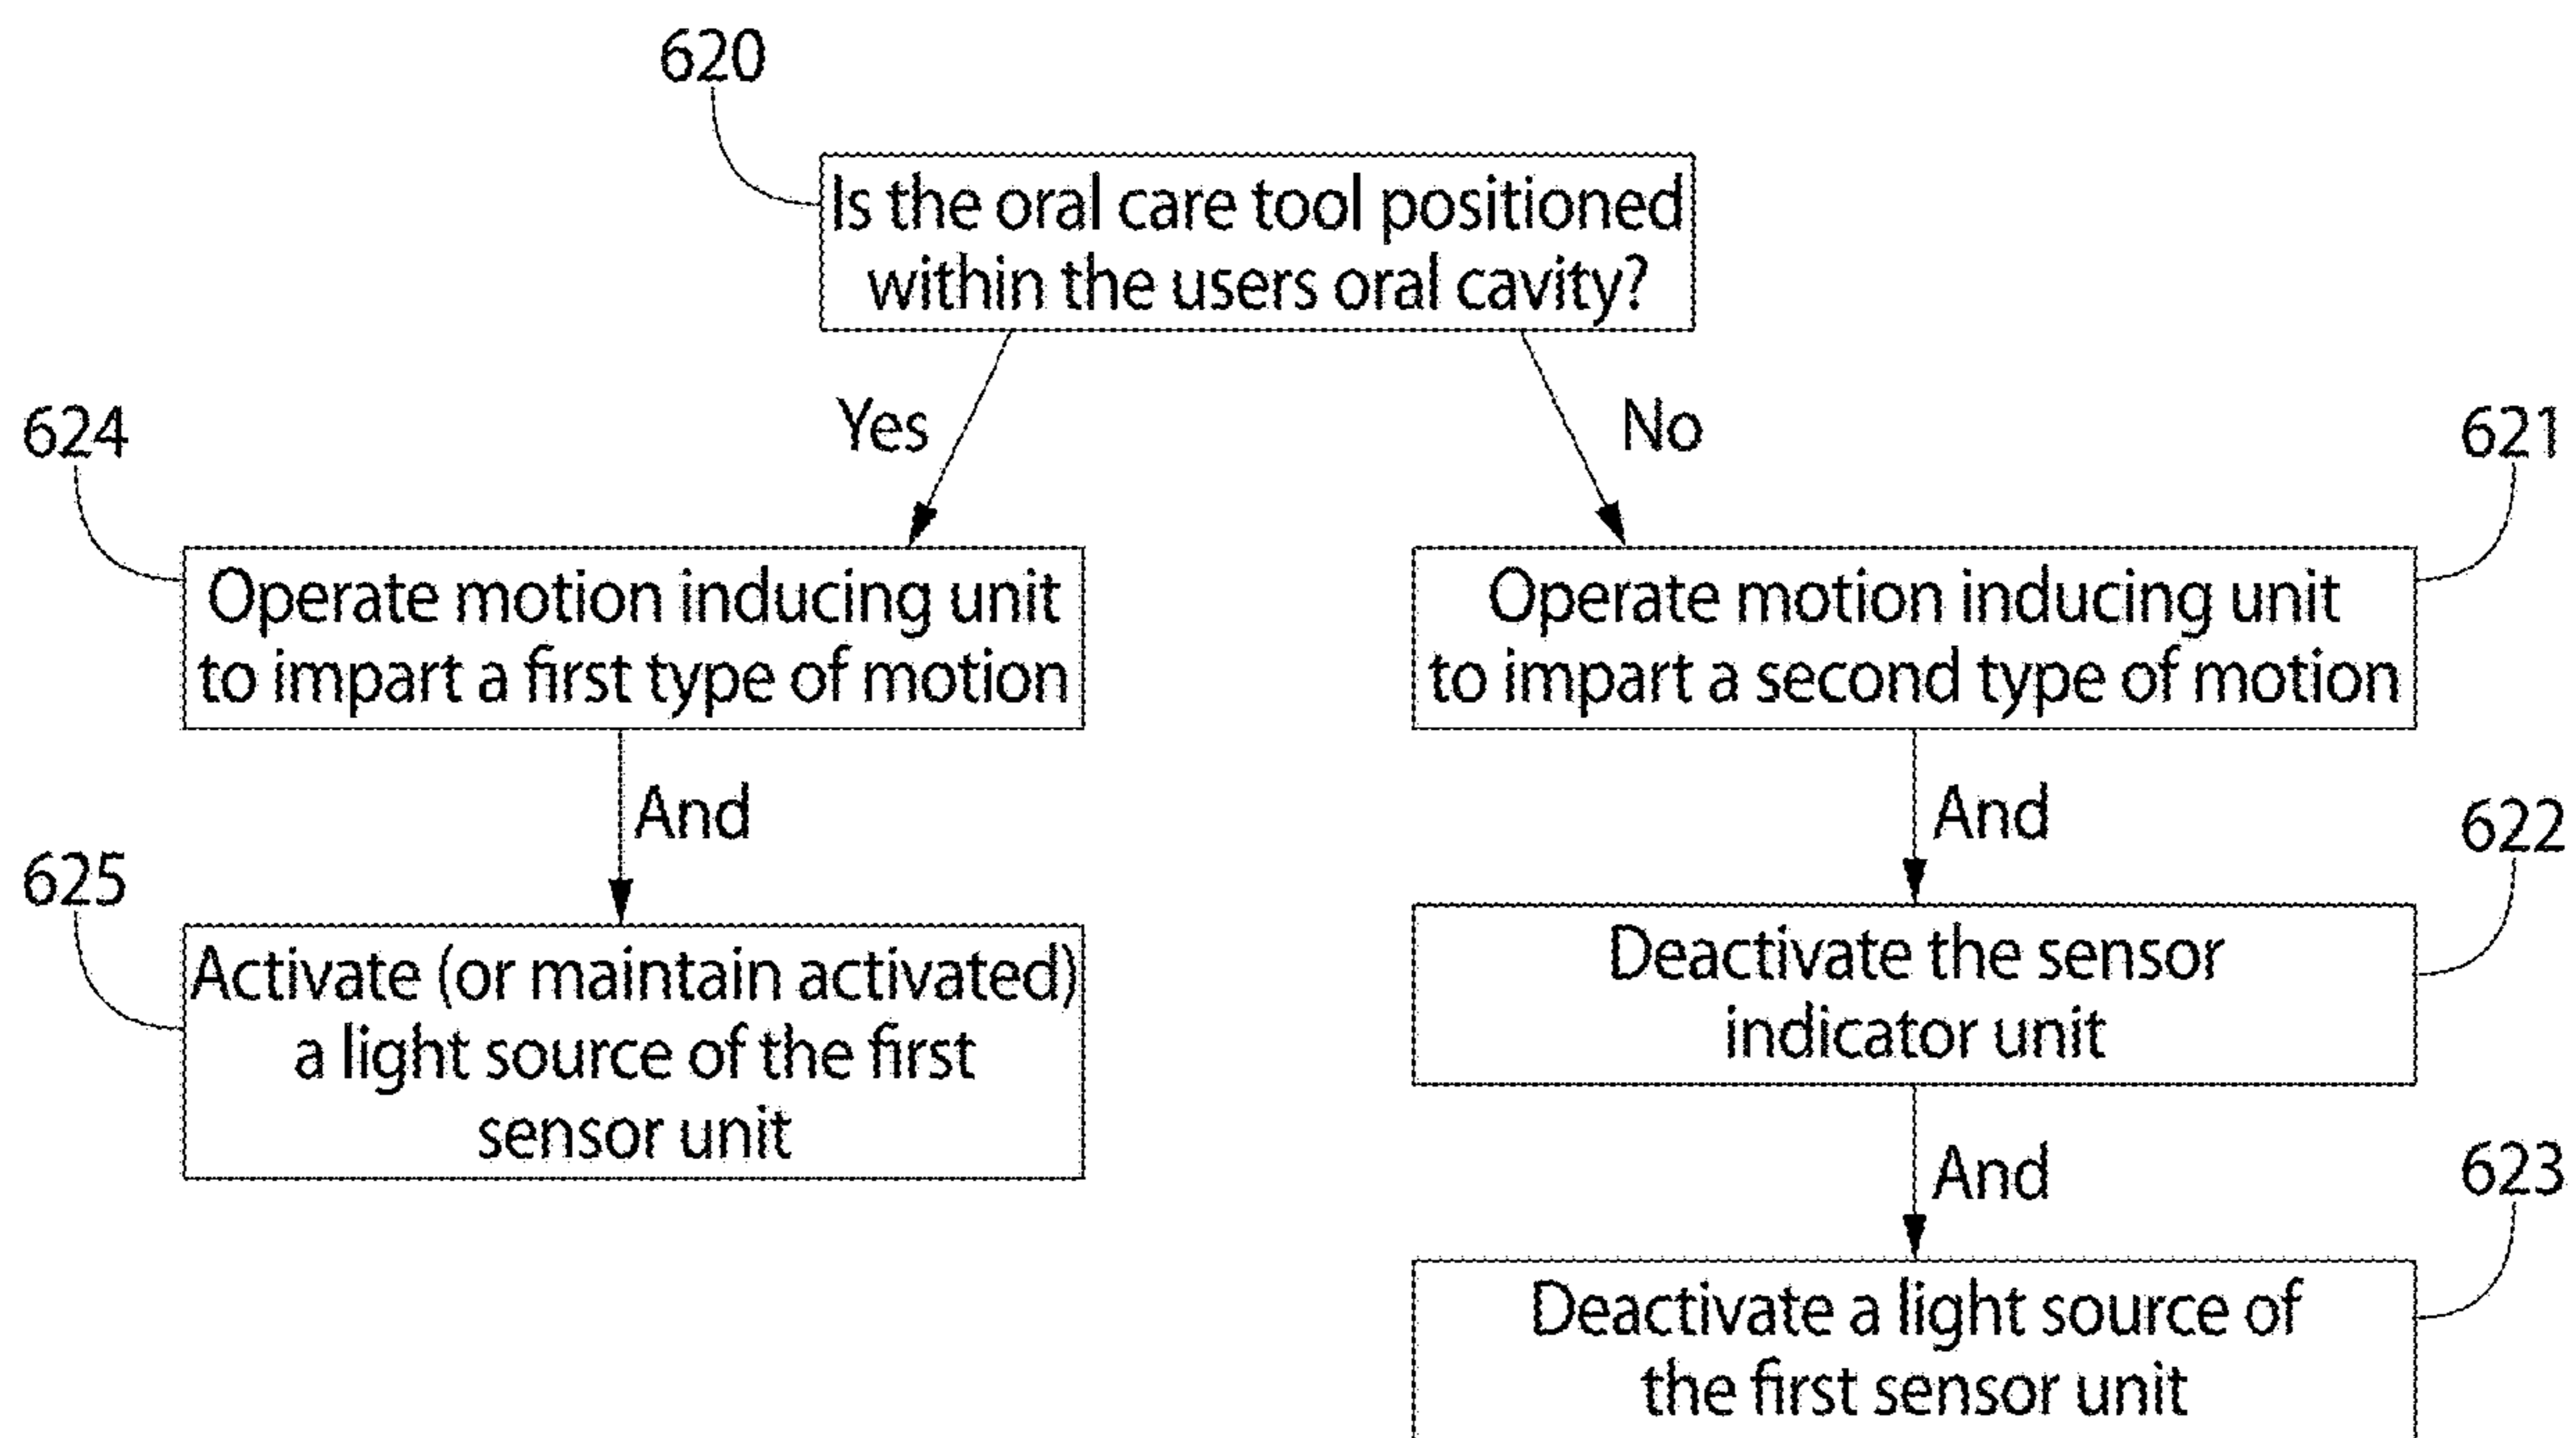 620
Is the oral care tool positioned
within the users oral cavity?
Yes
No
624
621
Operate motion inducing unit
to impart a first type of motion
Operate motion inducing unit
to impart a second type of motion
And
And
625
622
Activate (or maintain activated)
a light source of the first
sensor unit
Deactivate the sensor
indicator unit
And
623
Deactivate a light source of
the first sensor unit